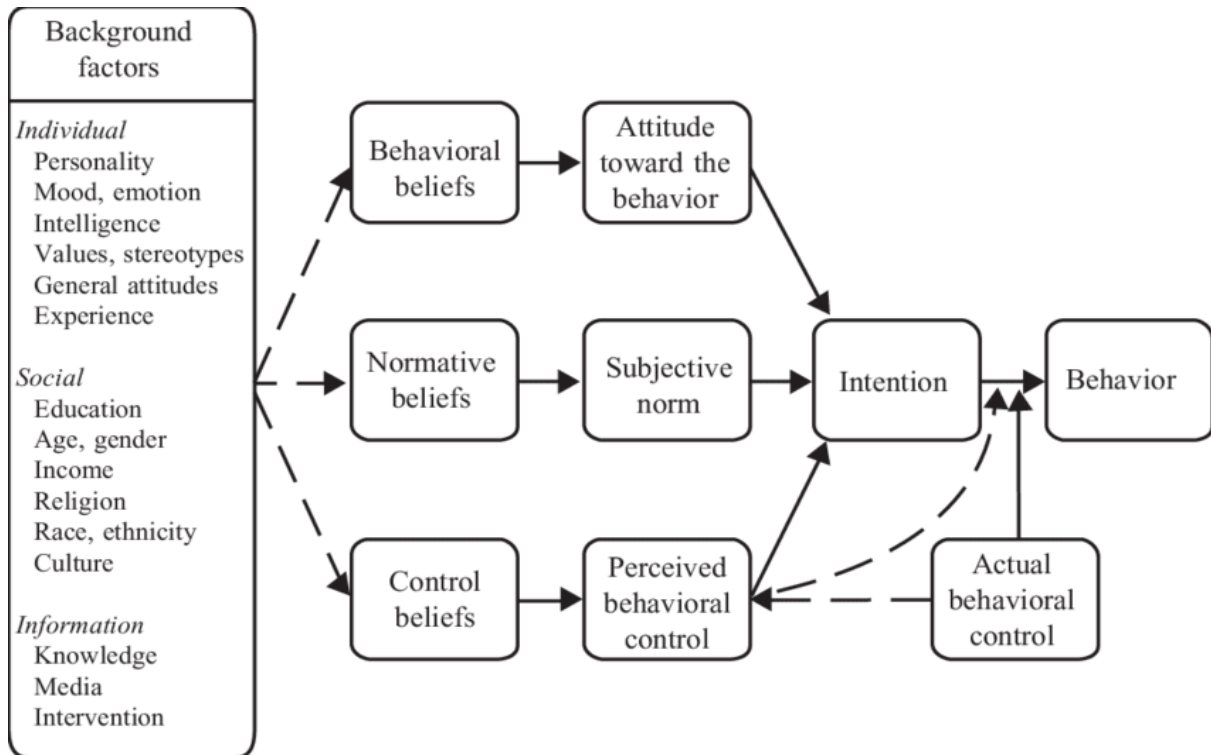 Background
factors
Individual
Personality
Mood, emotion
Intelligence
Values, stereotypes
General attitudes
Experience
Social
Education
Age, gender
Income
Religion
Race, ethnicity
Culture
Information
Knowledge
Media
Intervention
Behavioral
beliefs
Attitude
toward the
behavior
Normative
beliefs
Subjective
norm
Intention
Behavior
Control
beliefs
Perceived
behavioral
control
Actual
behavioral
control